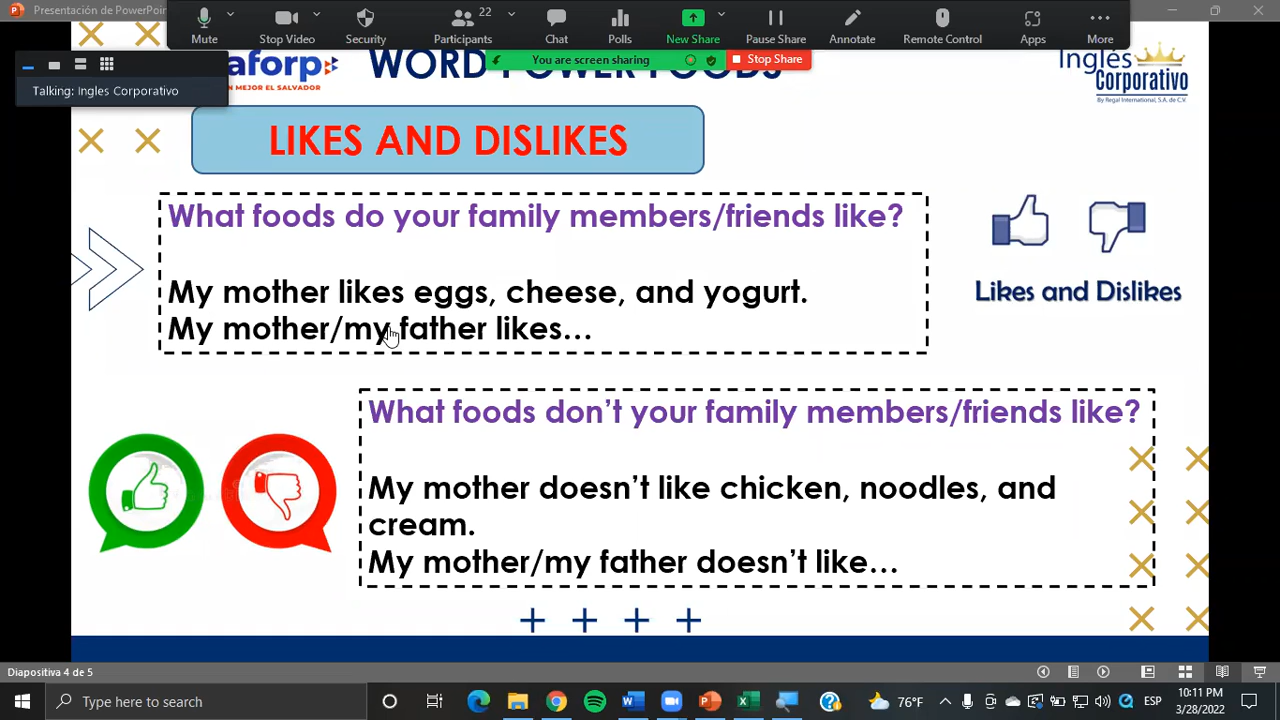 Presentación de PowerPoin
Mute
Stop Video
Security
22
Participants
Chat
Polls
New Share
Pause Share
Annotate
Remote Control
Apps
More
You are screen sharing
Stop Share
Talking: Ingles Corporativo
aforp
N MEJOR EL SALVADOR
WORD POWER FOODS
Inglés
Corporativo
By Regal International, S.A. de C.V.
LIKES AND DISLIKES
What foods do your family members/friends like?
My mother likes eggs, cheese, and yogurt.
My mother/my father likes…
Likes and Dislikes
What foods don’t your family members/friends like?
My mother doesn’t like chicken, noodles, and
cream.
My mother/my father doesn’t like…
Diapositiva 4 de 5
Type here to search
76°F
ESP
10:11 PM
3/28/2022